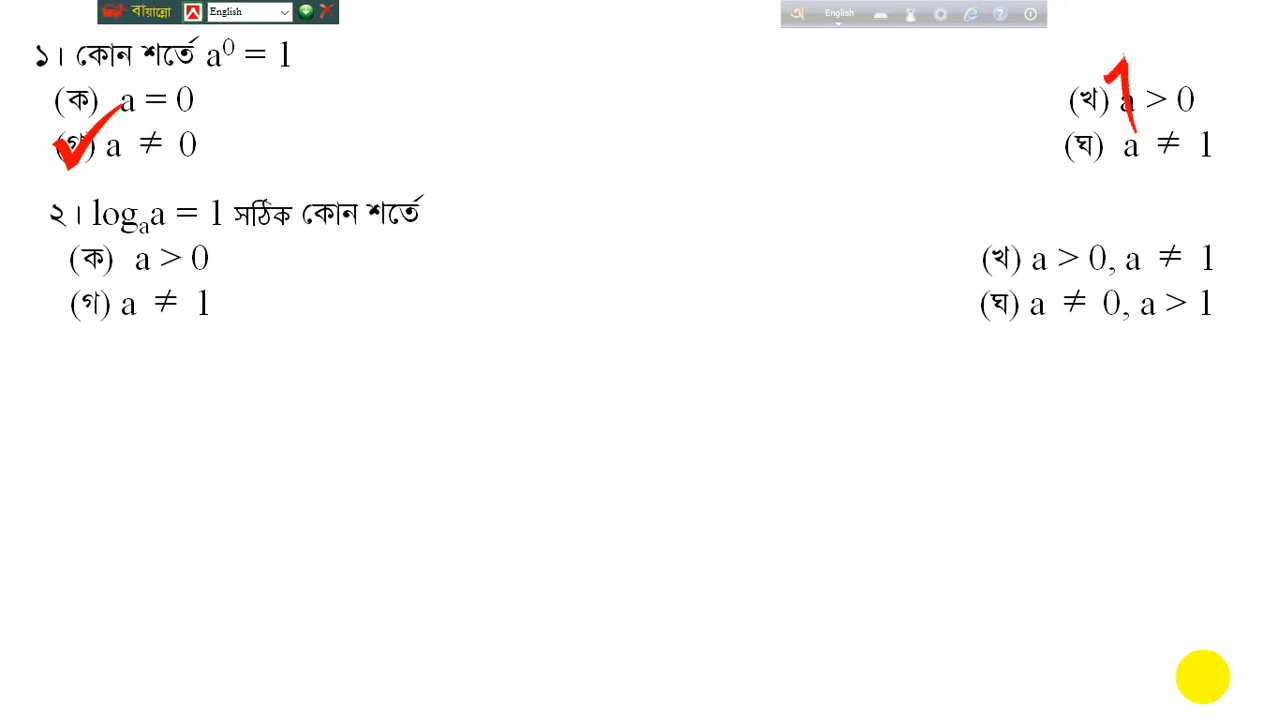 বায়ান্নো English
English
১। কোন শর্তে a⁰ = 1
(ক) a = 0 (খ) a > 0
(গ) a ≠ 0 (ঘ) a ≠ 1
২। logₐa = 1 সঠিক কোন শর্তে
(ক) a > 0 (খ) a > 0, a ≠ 1
(গ) a ≠ 1 (ঘ) a ≠ 0, a > 1